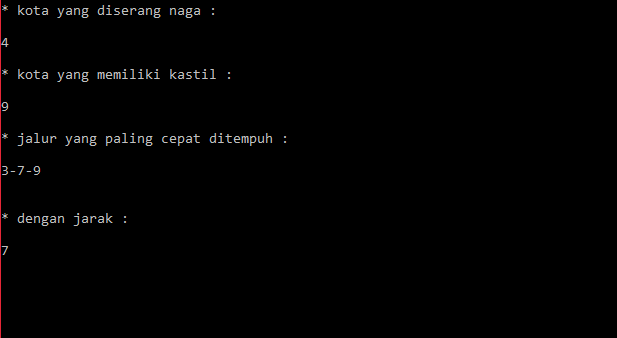 * kota yang diserang naga :
4
* kota yang memiliki kastil :
9
* jalur yang paling cepat ditempuh :
3-7-9
* dengan jarak :
7